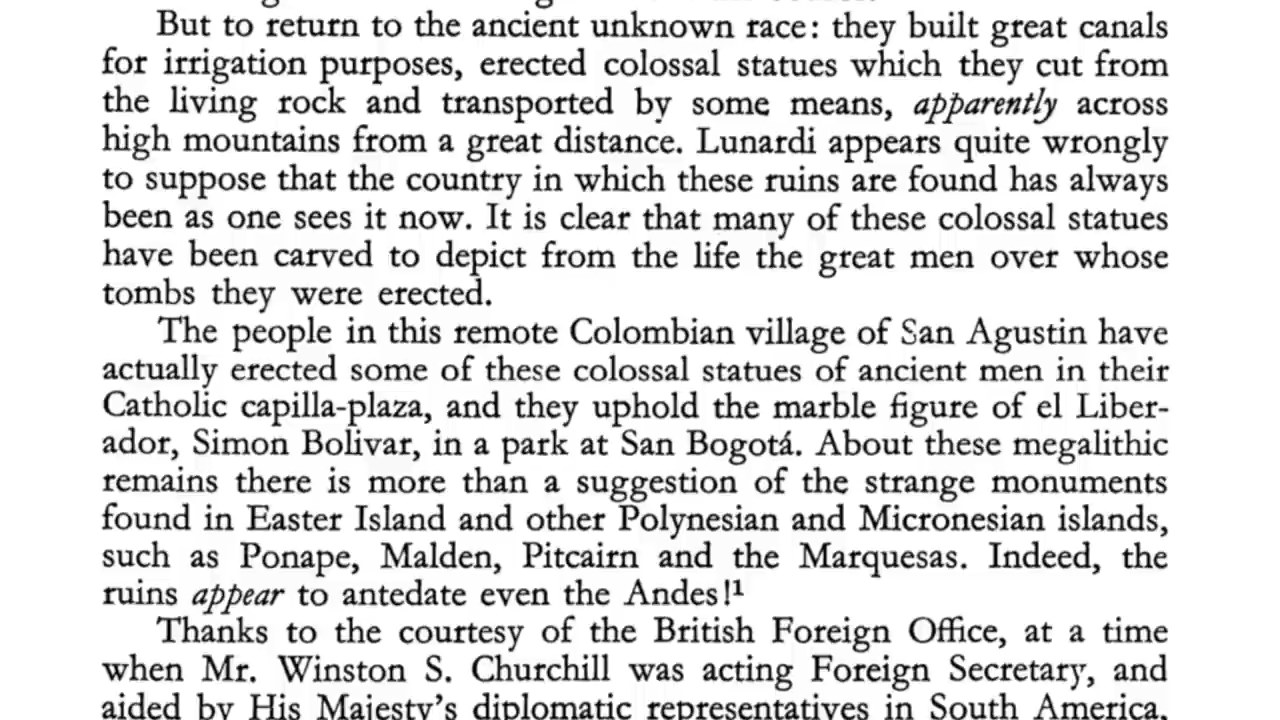 But to return to the ancient unknown race: they built great canals
for irrigation purposes, erected colossal statues which they cut from
the living rock and transported by some means, apparently across
high mountains from a great distance. Lunardi appears quite wrongly
to suppose that the country in which these ruins are found has always
been as one sees it now. It is clear that many of these colossal statues
have been carved to depict from the life the great men over whose
tombs they were erected.
The people in this remote Colombian village of San Agustin have
actually erected some of these colossal statues of ancient men in their
Catholic capilla-plaza, and they uphold the marble figure of el Liber-
ador, Simon Bolivar, in a park at San Bogotá. About these megalithic
remains there is more than a suggestion of the strange monuments
found in Easter Island and other Polynesian and Micronesian islands,
such as Ponape, Malden, Pitcairn and the Marquesas. Indeed, the
ruins appear to antedate even the Andes!¹
Thanks to the courtesy of the British Foreign Office, at a time
when Mr. Winston S. Churchill was acting Foreign Secretary, and
aided by His Majesty's diplomatic representatives in South America,